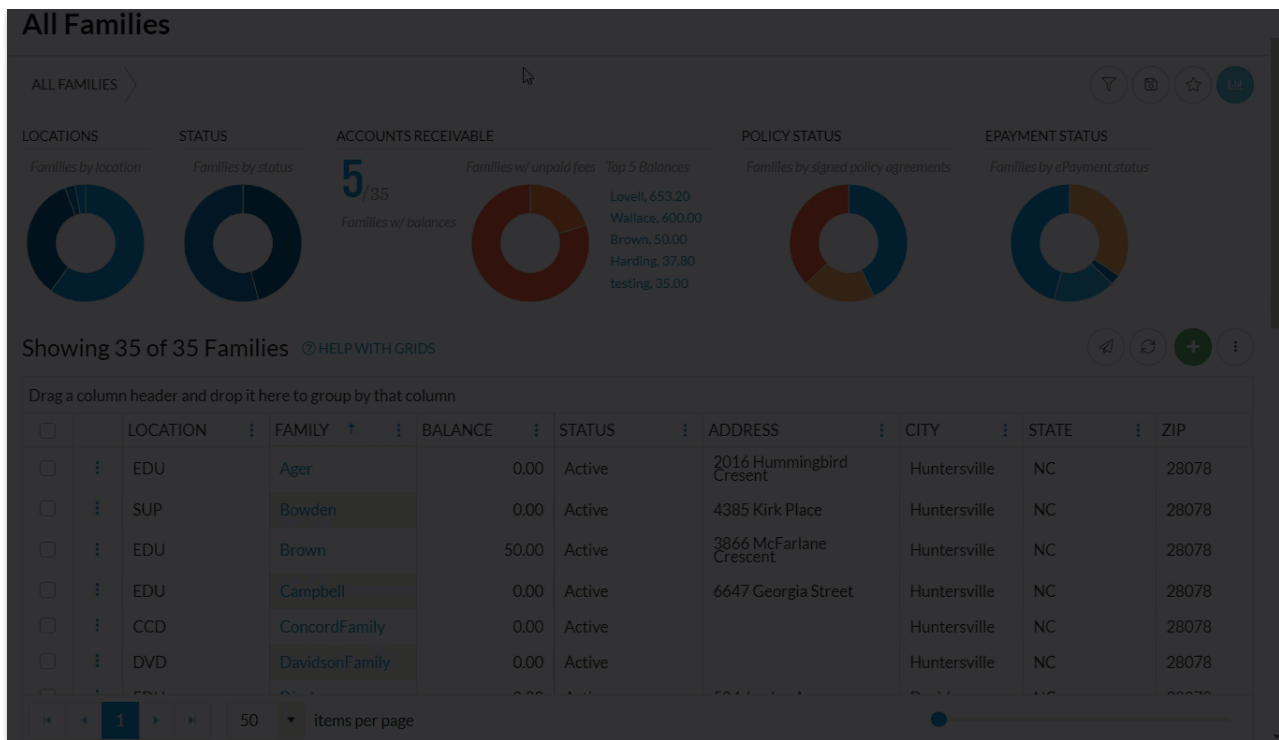 All Families
ALL FAMILIES
LOCATIONS STATUS ACCOUNTS RECEIVABLE POLICY STATUS EPAYMENT STATUS
Families by location Families by status 5/35 Families w/ unpaid fees Top 5 Balances Families by signed policy agreements Families by ePayment status
Lovell, 653.20
Families w/ balances Wallace, 600.00
Brown, 50.00
Harding, 37.80
testing, 35.00
Showing 35 of 35 Families HELP WITH GRIDS
Drag a column header and drop it here to group by that column
LOCATION FAMILY BALANCE STATUS ADDRESS CITY STATE ZIP
EDU Ager 0.00 Active 2016 Hummingbird Cresent Huntersville NC 28078
SUP Bowden 0.00 Active 4385 Kirk Place Huntersville NC 28078
EDU Brown 50.00 Active 3866 McFarlane Crescent Huntersville NC 28078
EDU Campbell 0.00 Active 6647 Georgia Street Huntersville NC 28078
CCD ConcordFamily 0.00 Active Huntersville NC 28078
DVD DavidsonFamily 0.00 Active Huntersville NC 28078
1 50 items per page